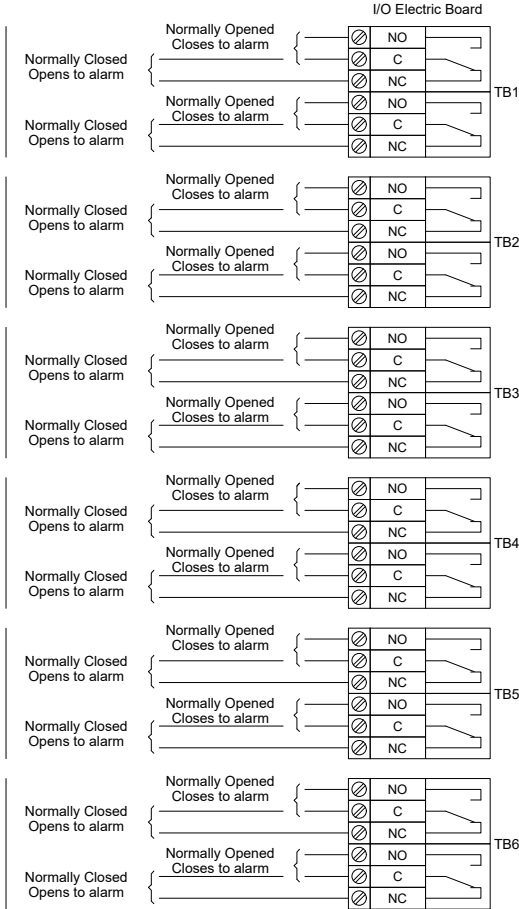 I/O Electric Board
Normally Opened
Closes to alarm
NO
Normally Closed
Opens to alarm
C
NC
TB1
Normally Opened
Closes to alarm
NO
Normally Closed
Opens to alarm
C
NC
Normally Opened
Closes to alarm
NO
Normally Closed
Opens to alarm
C
NC
TB2
Normally Opened
Closes to alarm
NO
Normally Closed
Opens to alarm
C
NC
Normally Opened
Closes to alarm
NO
Normally Closed
Opens to alarm
C
NC
TB3
Normally Opened
Closes to alarm
NO
Normally Closed
Opens to alarm
C
NC
Normally Opened
Closes to alarm
NO
Normally Closed
Opens to alarm
C
NC
TB4
Normally Opened
Closes to alarm
NO
Normally Closed
Opens to alarm
C
NC
Normally Opened
Closes to alarm
NO
Normally Closed
Opens to alarm
C
NC
TB5
Normally Opened
Closes to alarm
NO
Normally Closed
Opens to alarm
C
NC
Normally Opened
Closes to alarm
NO
Normally Closed
Opens to alarm
C
NC
TB6
Normally Opened
Closes to alarm
NO
Normally Closed
Opens to alarm
C
NC